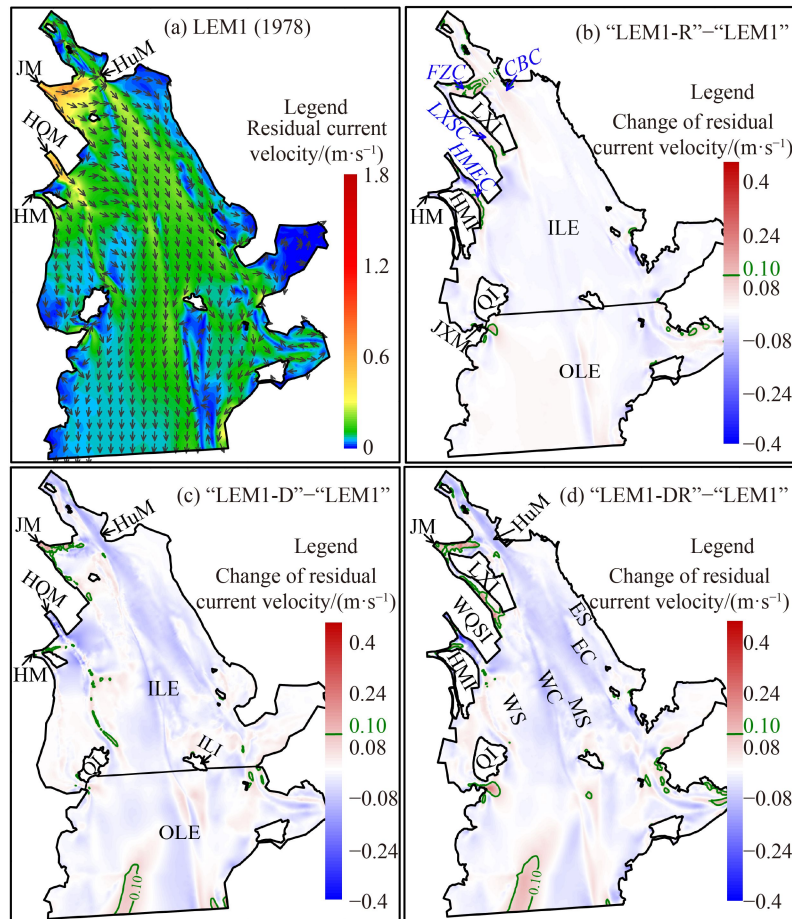 (a) LEM1 (1978)
JM
HuM
HQM
HM
Legend
Residual current
velocity/(m·s⁻¹)
1.8
1.2
0.6
0
(b) “LEM1-R”−“LEM1”
FZC
0.10
CBC
LXI
LXSC
HMEC
HM
HMI
ILE
QI
JXM
OLE
Legend
Change of residual
current velocity/(m·s⁻¹)
0.4
0.24
0.10
0.08
−0.08
−0.24
−0.4
(c) “LEM1-D”−“LEM1”
JM
HuM
HQM
HM
ILE
QI
ILI
OLE
0.10
Legend
Change of residual
current velocity/(m·s⁻¹)
0.4
0.24
0.10
0.08
−0.08
−0.24
−0.4
(d) “LEM1-DR”−“LEM1”
JM
HuM
LXI
WQSI
HM
HMI
ES
EC
WS
WC
MS
QI
0.10
Legend
Change of residual
current velocity/(m·s⁻¹)
0.4
0.24
0.10
0.08
−0.08
−0.24
−0.4